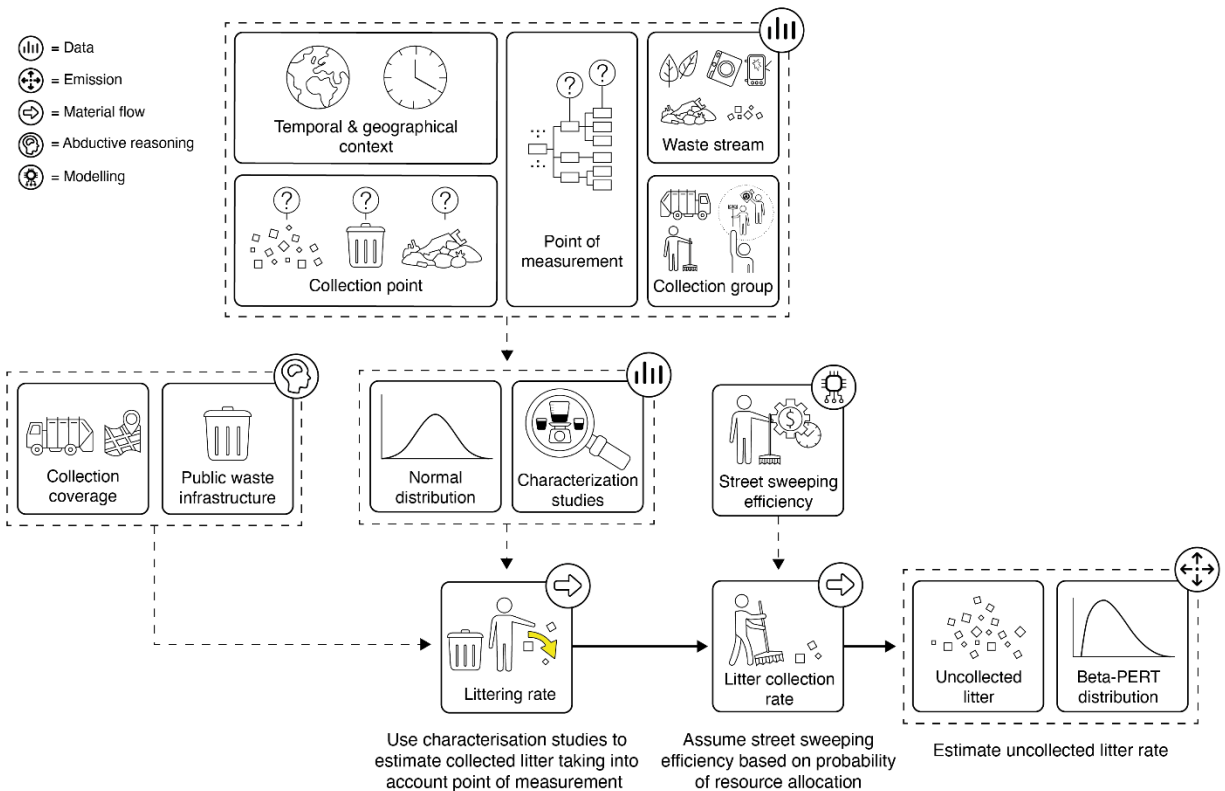 = Data
= Emission
= Material flow
= Abductive reasoning
= Modelling
Temporal & geographical
context
? ?
Point of
measurement
Waste stream
? ? ?
Collection point
Collection group
Collection
coverage
Public waste
infrastructure
Normal
distribution
Characterization
studies
$
Street sweeping
efficiency
Littering rate
Litter collection
rate
Uncollected
litter
Beta-PERT
distribution
Use characterisation studies to
estimate collected litter taking into
account point of measurement
Assume street sweeping
efficiency based on probability
of resource allocation
Estimate uncollected litter rate